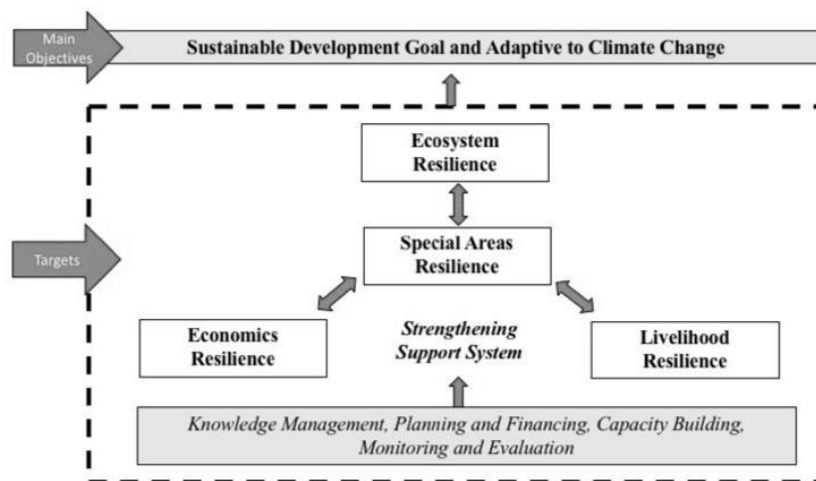 Main
Objectives
Sustainable Development Goal and Adaptive to Climate Change
Ecosystem
Resilience
Targets
Special Areas
Resilience
Economics
Resilience
Strengthening
Support System
Livelihood
Resilience
Knowledge Management, Planning and Financing, Capacity Building,
Monitoring and Evaluation